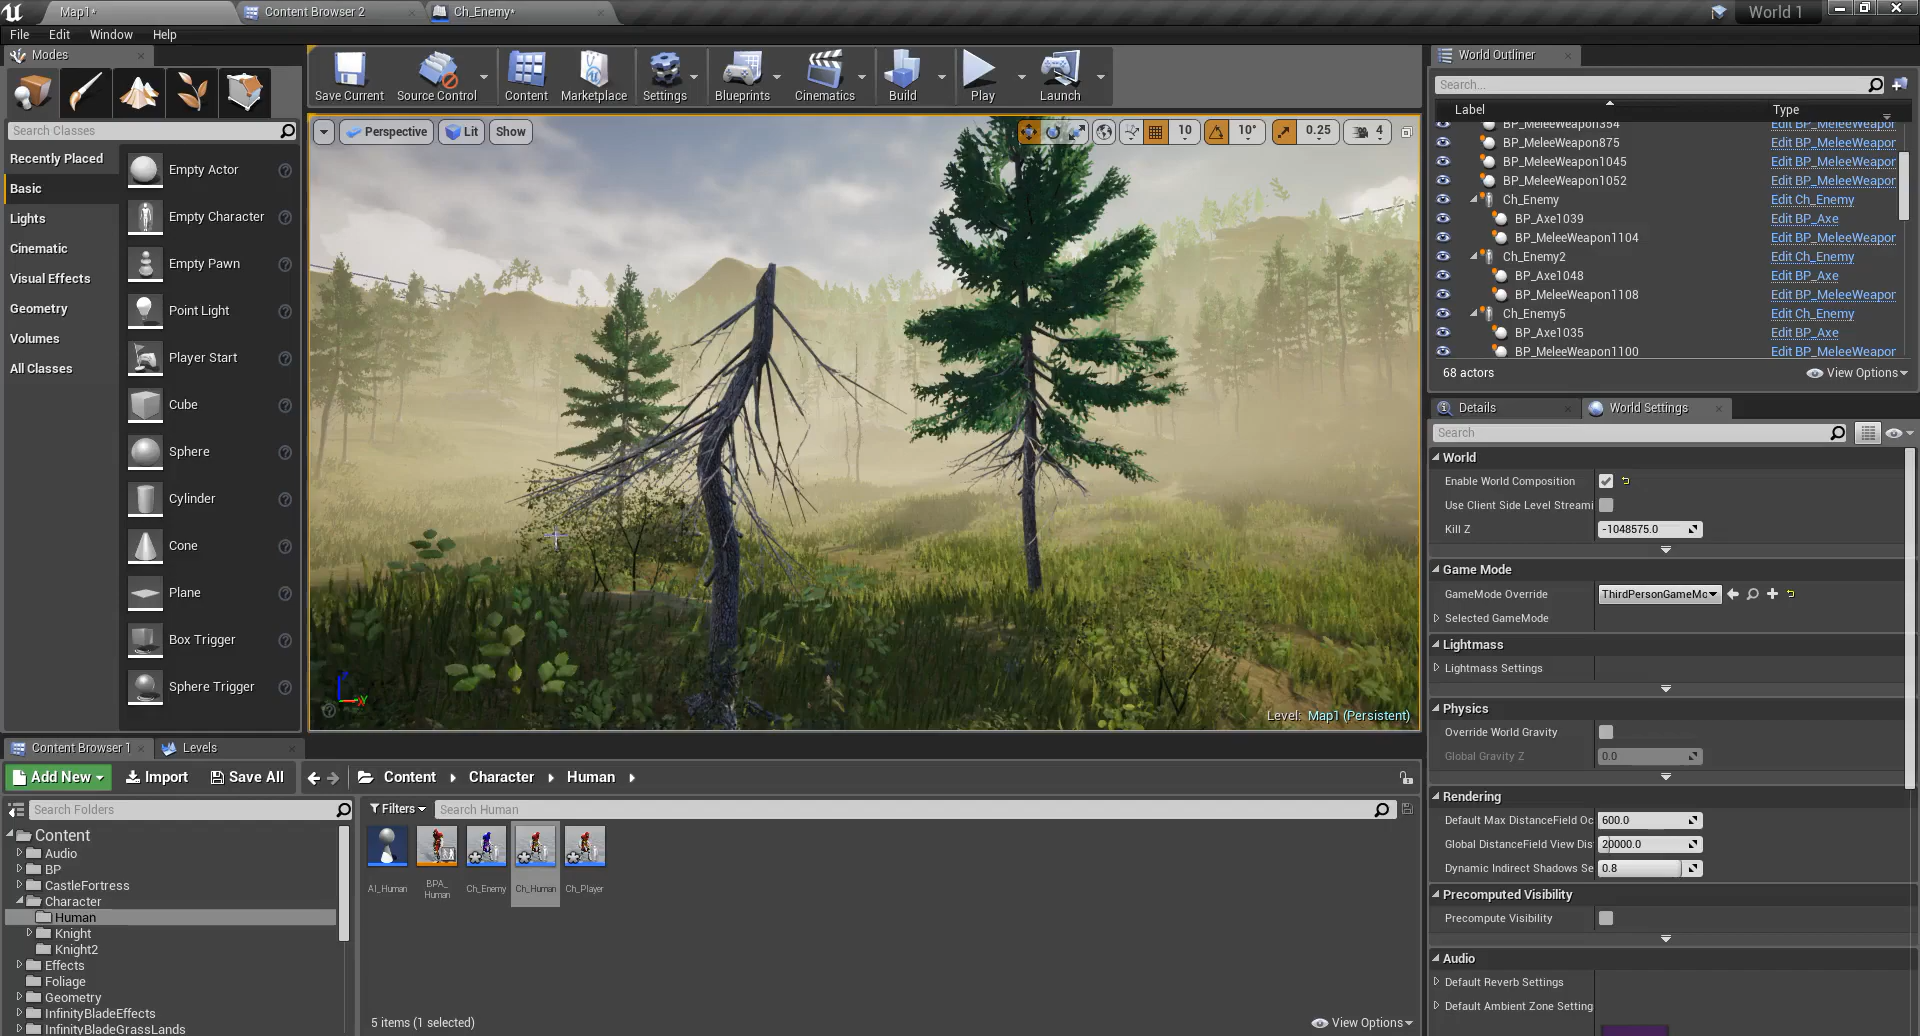 Map1*
Content Browser 2
Ch_Enemy*
World 1
File
Edit
Window
Help
Modes
Search Classes
Recently Placed
Basic
Lights
Cinematic
Visual Effects
Geometry
Volumes
All Classes
Empty Actor
Empty Character
Empty Pawn
Point Light
Player Start
Cube
Sphere
Cylinder
Cone
Plane
Box Trigger
Sphere Trigger
Save Current
Source Control
Content
Marketplace
Settings
Blueprints
Cinematics
Build
Play
Launch
Perspective
Lit
Show
10
10°
0.25
4
Level: Map1 (Persistent)
World Outliner
Search...
Label
Type
BP_MeleeWeapon354 Edit BP_MeleeWeapor
BP_MeleeWeapon875 Edit BP_MeleeWeapor
BP_MeleeWeapon1045 Edit BP_MeleeWeapor
BP_MeleeWeapon1052 Edit BP_MeleeWeapor
Ch_Enemy Edit Ch_Enemy
BP_Axe1039 Edit BP_Axe
BP_MeleeWeapon1104 Edit BP_MeleeWeapor
Ch_Enemy2 Edit Ch_Enemy
BP_Axe1048 Edit BP_Axe
BP_MeleeWeapon1108 Edit BP_MeleeWeapor
Ch_Enemy5 Edit Ch_Enemy
BP_Axe1035 Edit BP_Axe
BP_MeleeWeapon1100 Edit BP_MeleeWeapor
68 actors
View Options
Details
World Settings
Search
World
Enable World Composition
Use Client Side Level Streami
Kill Z -1048575.0
Game Mode
GameMode Override ThirdPersonGameMo
Selected GameMode
Lightmass
Lightmass Settings
Physics
Override World Gravity
Global Gravity Z 0.0
Rendering
Default Max DistanceField Oc 600.0
Global DistanceField View Dis 20000.0
Dynamic Indirect Shadows Se 0.8
Precomputed Visibility
Precompute Visibility
Audio
Default Reverb Settings
Default Ambient Zone Setting
Content Browser 1
Levels
Add New
Import
Save All
Content
Character
Human
Search Folders
Content
Audio
BP
CastleFortress
Character
Human
Knight
Knight2
Effects
Foliage
Geometry
InfinityBladeEffects
InfinityBladeGrassLands
Filters
Search Human
AI_Human
BPA_
Human
Ch_Enemy
Ch_Human
Ch_Player
5 items (1 selected)
View Options